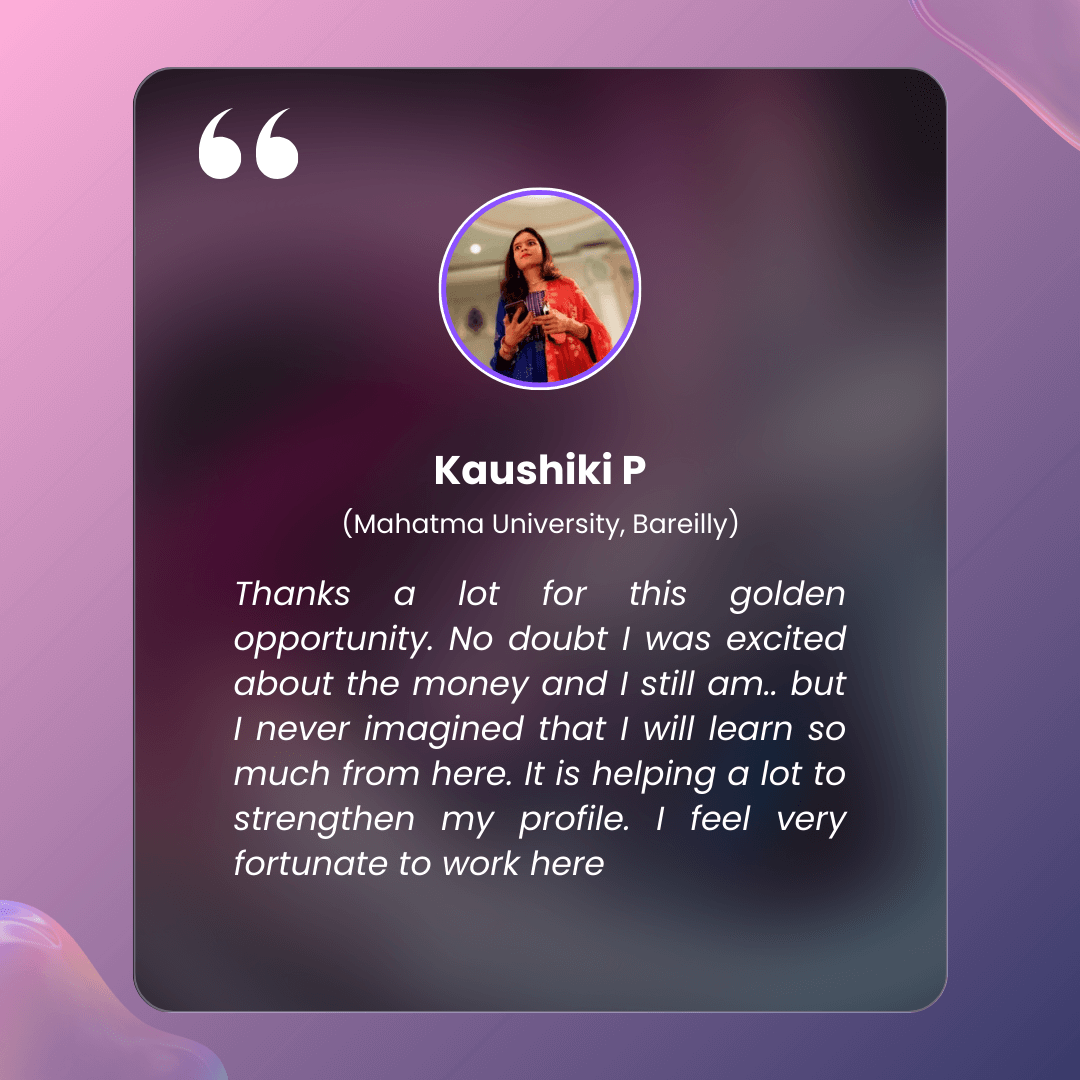 “
Kaushiki P
(Mahatma University, Bareilly)
Thanks a lot for this golden
opportunity. No doubt I was excited
about the money and I still am.. but
I never imagined that I will learn so
much from here. It is helping a lot to
strengthen my profile. I feel very
fortunate to work here